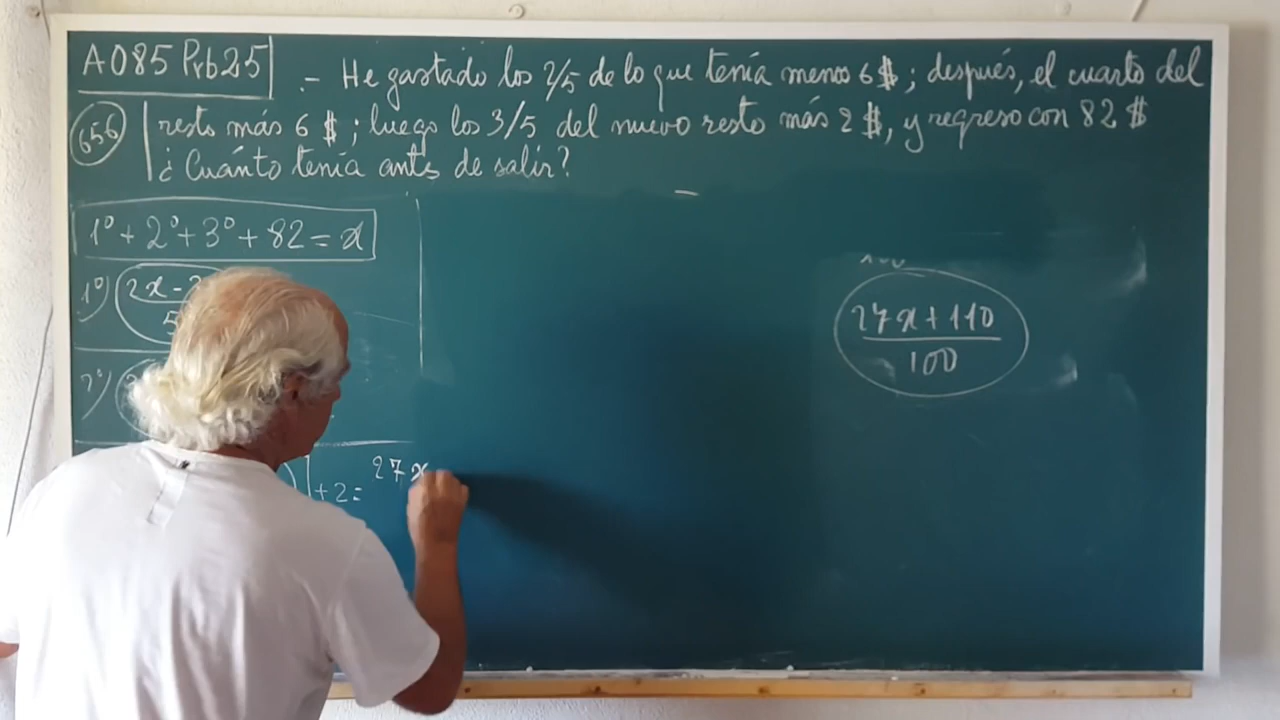 A085 Prb25
.- He gastado los 2/5 de lo que tenía menos 6 $; después, el cuarto del
656
resto más 6 $; luego los 3/5 del nuevo resto más 2 $, y regreso con 82 $
¿Cuánto tenía antes de salir?
1º + 2º + 3º + 82 = x
1º) 2x -
5
2º)
+2= 27x
27x + 110
100